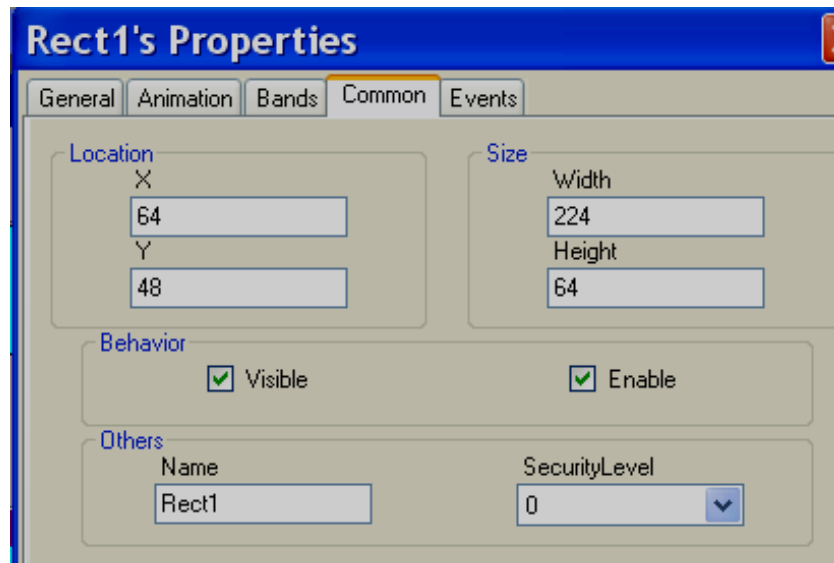 Rect1's Properties
General Animation Bands Common Events
Location
X
64
Y
48
Size
Width
224
Height
64
Behavior
Visible Enable
Others
Name SecurityLevel
Rect1 0